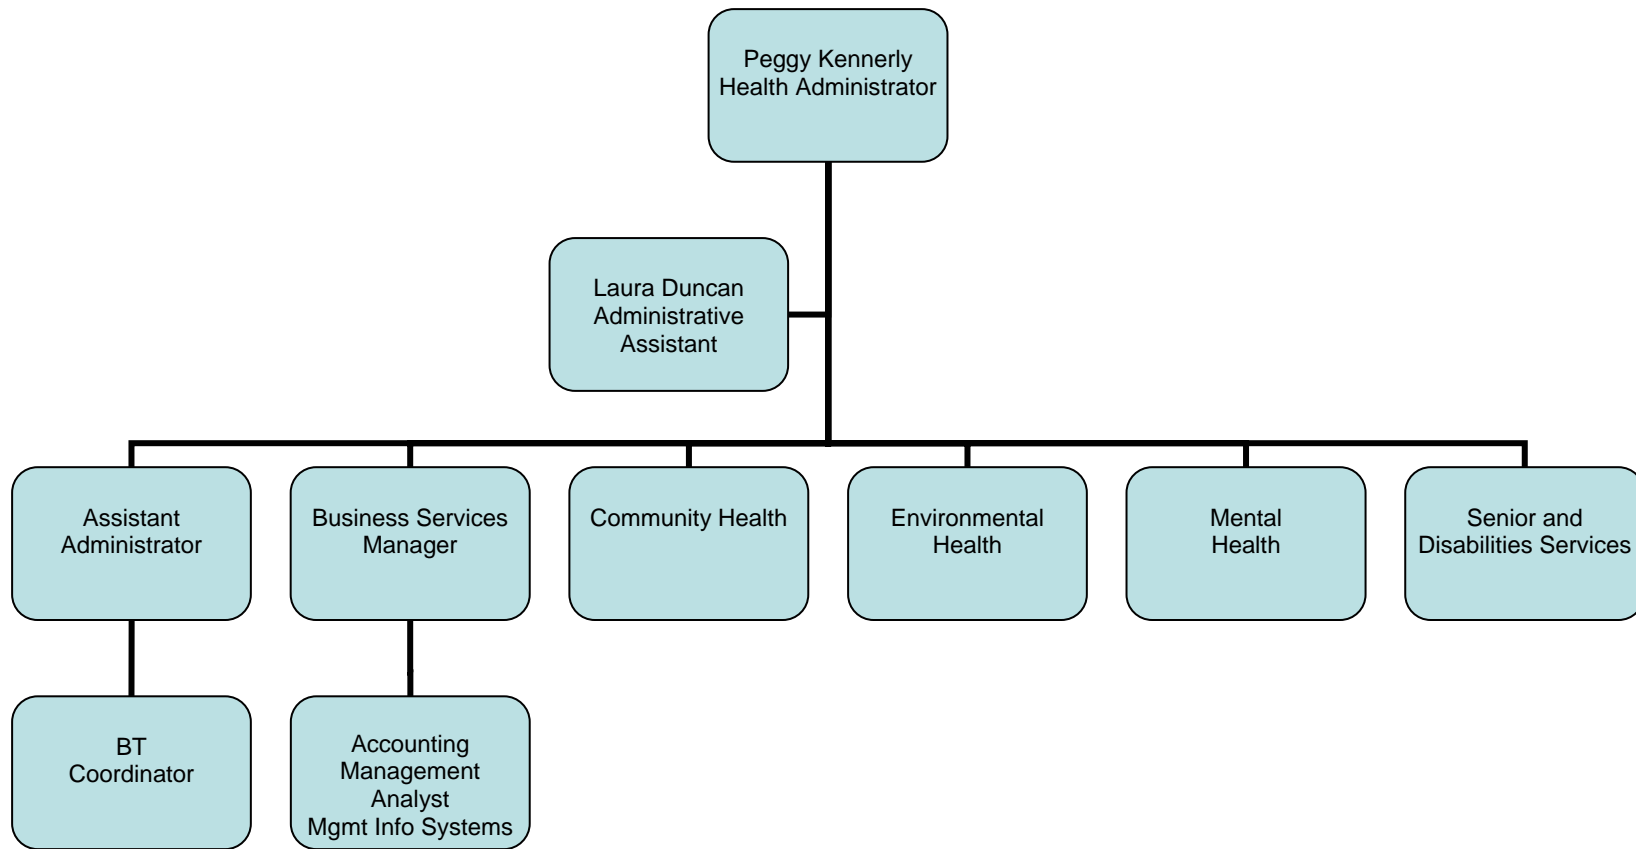 Peggy Kennerly
Health Administrator
Laura Duncan
Administrative
Assistant
Assistant
Administrator
Business Services
Manager
Community Health
Environmental
Health
Mental
Health
Senior and
Disabilities Services
BT
Coordinator
Accounting
Management
Analyst
Mgmt Info Systems